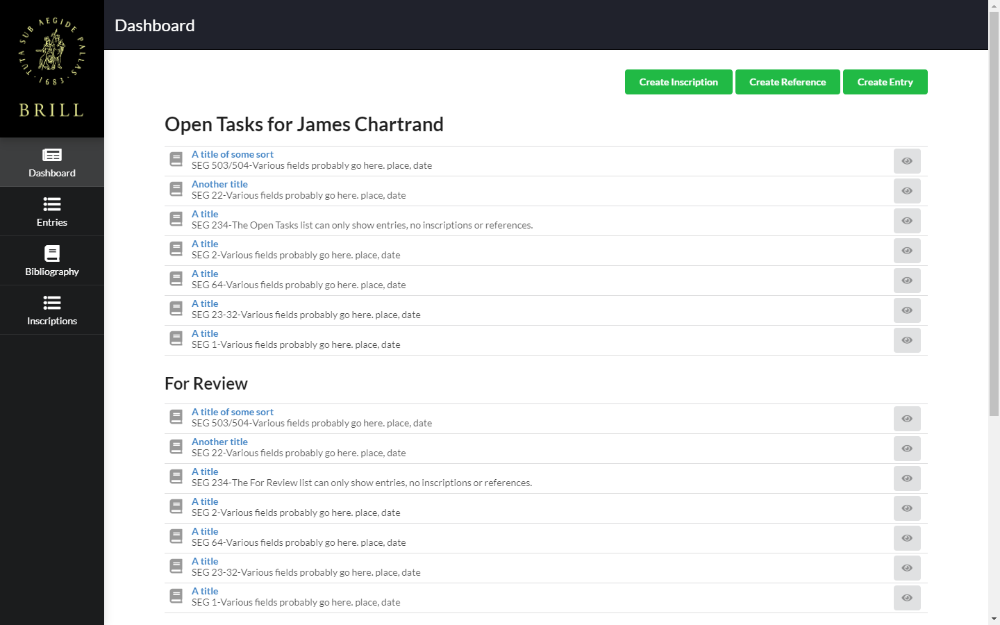 TUTA SUB AEGIDE PALLAS · 1683 ·
BRILL
Dashboard
Entries
Bibliography
Inscriptions
Dashboard
Create Inscription Create Reference Create Entry
Open Tasks for James Chartrand
A title of some sort
SEG 503/504-Various fields probably go here. place, date
Another title
SEG 22-Various fields probably go here. place, date
A title
SEG 234-The Open Tasks list can only show entries, no inscriptions or references.
A title
SEG 2-Various fields probably go here. place, date
A title
SEG 64-Various fields probably go here. place, date
A title
SEG 23-32-Various fields probably go here. place, date
A title
SEG 1-Various fields probably go here. place, date
For Review
A title of some sort
SEG 503/504-Various fields probably go here. place, date
Another title
SEG 22-Various fields probably go here. place, date
A title
SEG 234-The For Review list can only show entries, no inscriptions or references.
A title
SEG 2-Various fields probably go here. place, date
A title
SEG 64-Various fields probably go here. place, date
A title
SEG 23-32-Various fields probably go here. place, date
A title
SEG 1-Various fields probably go here. place, date